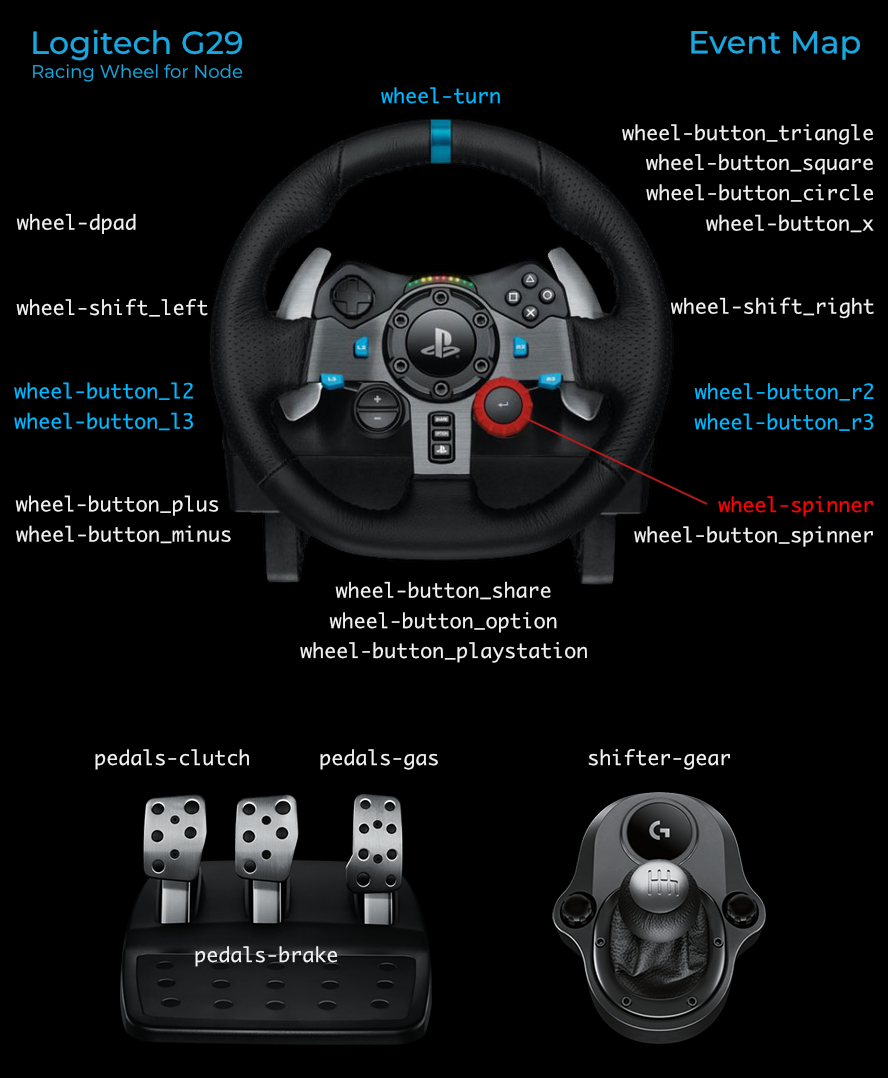 Logitech G29
Racing Wheel for Node
Event Map
wheel-turn
wheel-button_triangle
wheel-button_square
wheel-button_circle
wheel-button_x
wheel-dpad
wheel-shift_left
wheel-shift_right
wheel-button_l2
wheel-button_l3
wheel-button_r2
wheel-button_r3
L3
R3
+
−
wheel-button_plus
wheel-button_minus
wheel-spinner
wheel-button_spinner
wheel-button_share
wheel-button_option
wheel-button_playstation
pedals-clutch
pedals-gas
shifter-gear
pedals-brake